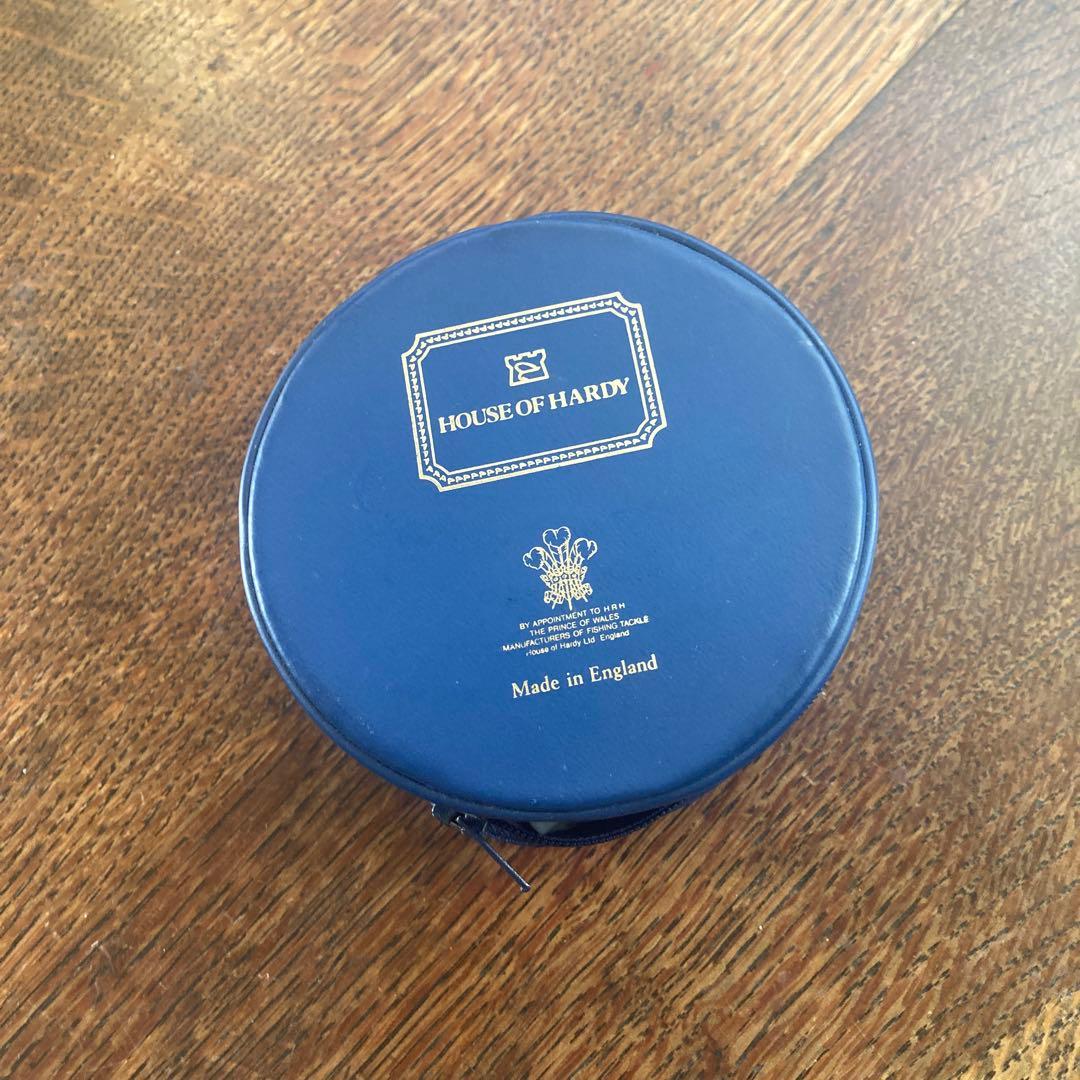 HOUSE OF HARDY
BY APPOINTMENT TO H R H
THE PRINCE OF WALES
MANUFACTURERS OF FISHING TACKLE
House of Hardy Ltd England
Made in England